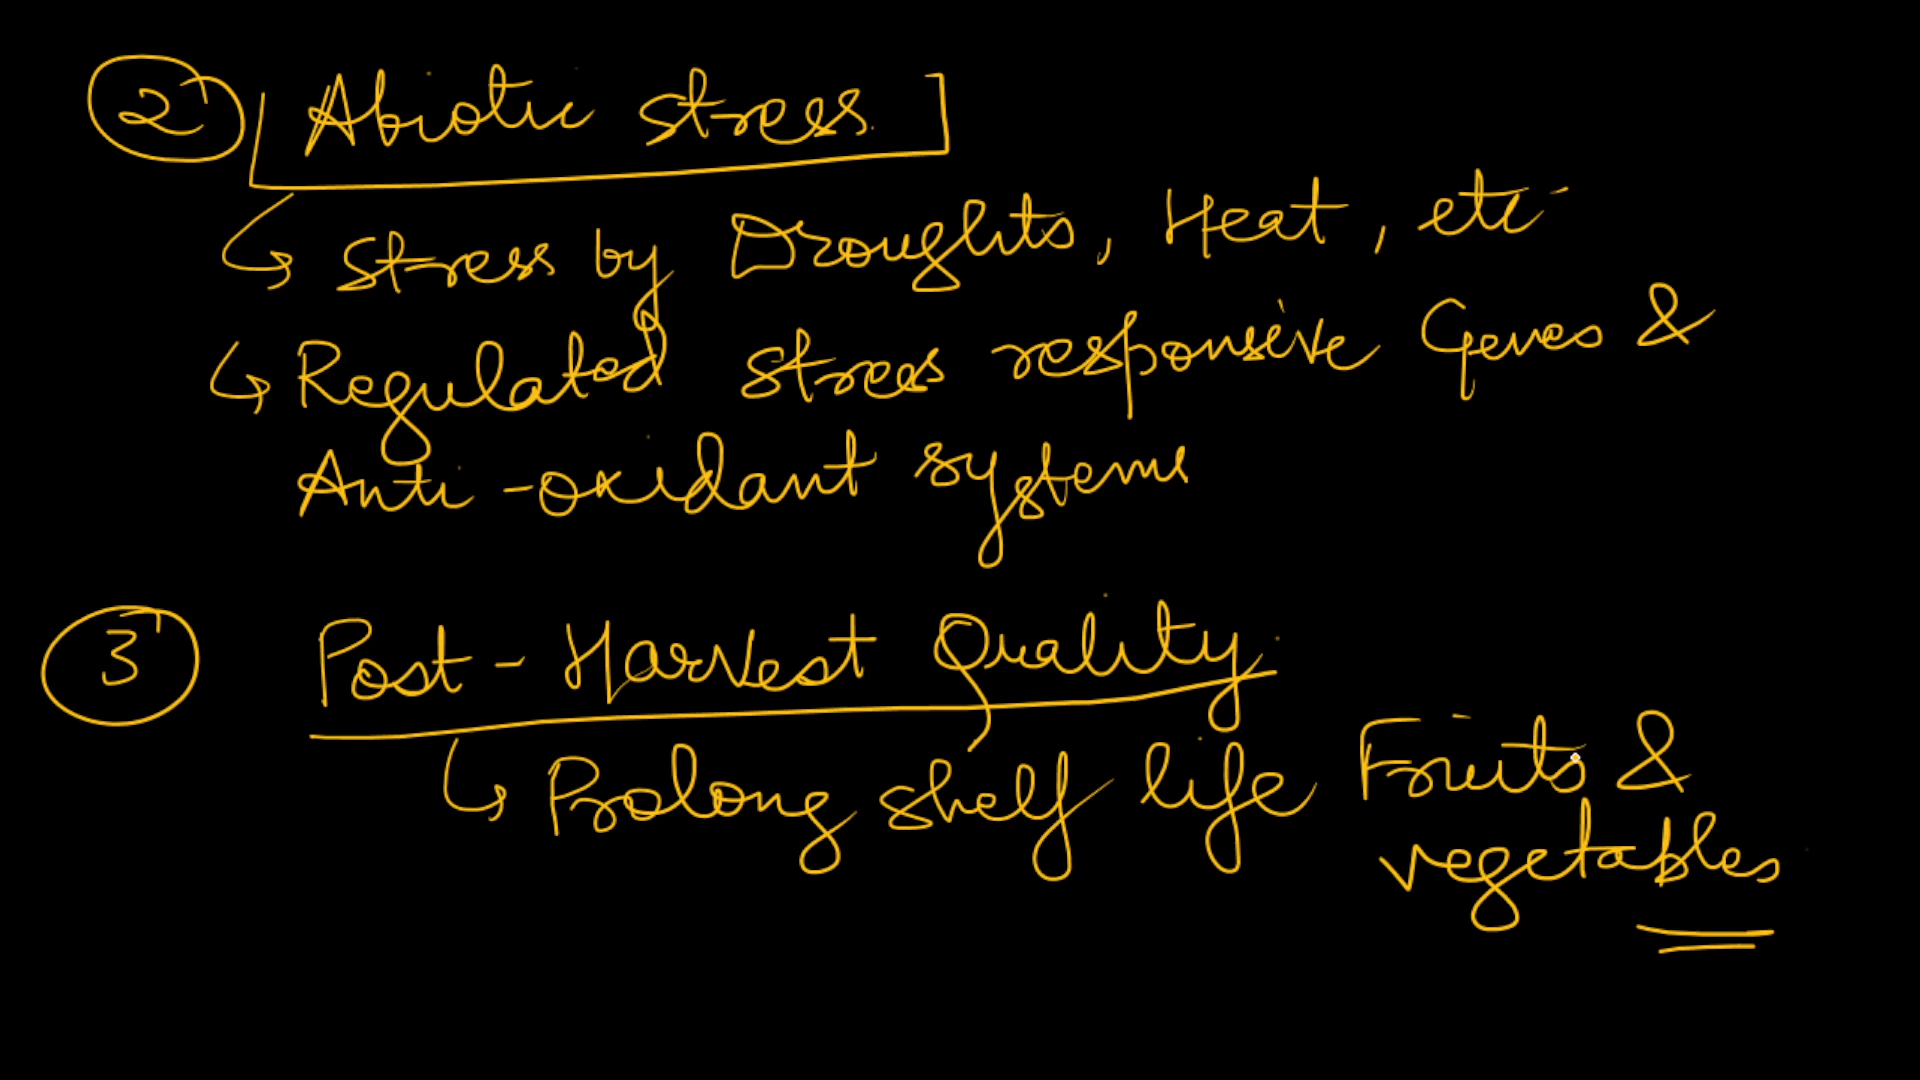 2) Abiotic stress
↳ Stress by Droughts, Heat, etc
↳ Regulated stress responsive Genes &
Anti-oxidant systems
3) Post-Harvest Quality
↳ Prolong shelf life Fruits &
vegetables